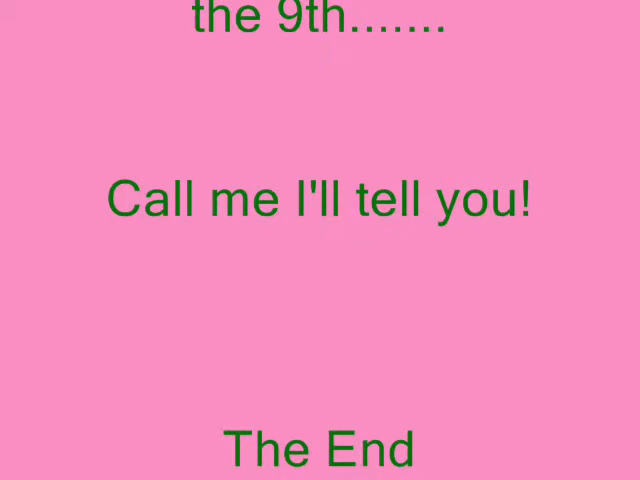 the 9th.......
Call me I'll tell you!
The End